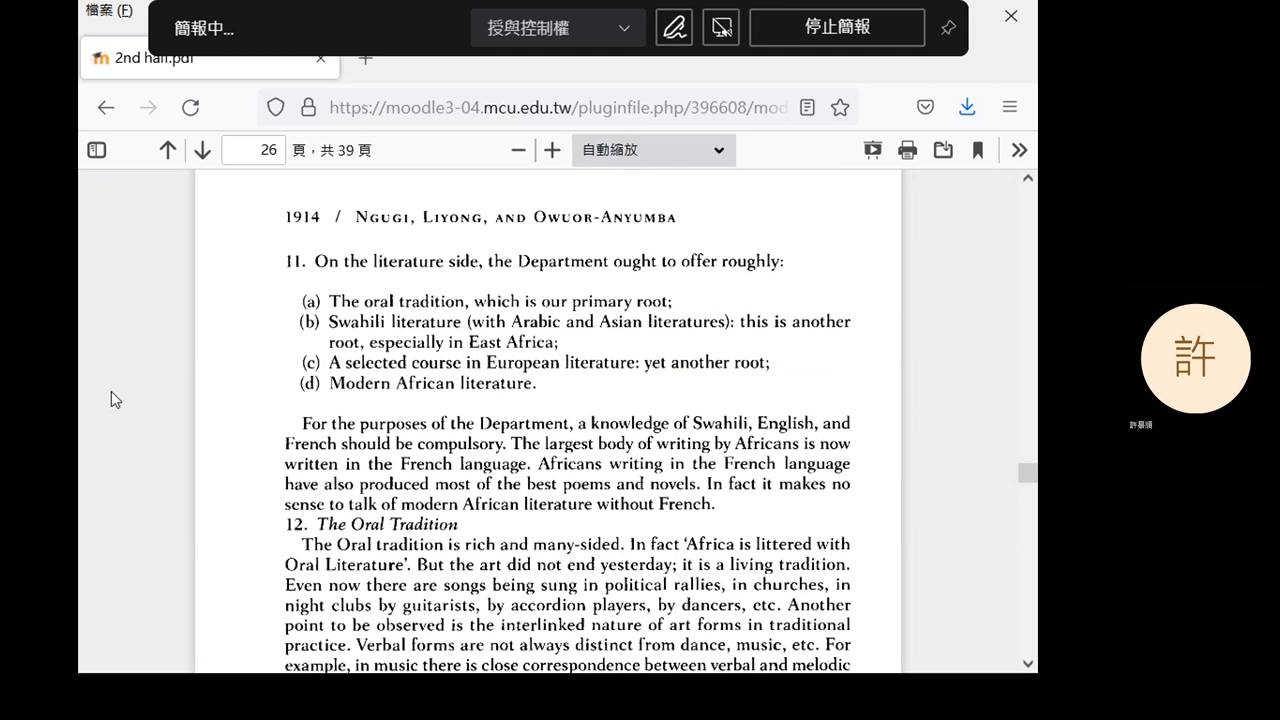 檔案 (F)
簡報中...
授與控制權
停止簡報
2nd half.pdf
https://moodle3-04.mcu.edu.tw/pluginfile.php/396608/mod
26 頁，共 39 頁
自動縮放
1914 / NGUGI, LIYONG, AND OWUOR-ANYUMBA
11. On the literature side, the Department ought to offer roughly:
(a) The oral tradition, which is our primary root;
(b) Swahili literature (with Arabic and Asian literatures): this is another
root, especially in East Africa;
(c) A selected course in European literature: yet another root;
(d) Modern African literature.
For the purposes of the Department, a knowledge of Swahili, English, and
French should be compulsory. The largest body of writing by Africans is now
written in the French language. Africans writing in the French language
have also produced most of the best poems and novels. In fact it makes no
sense to talk of modern African literature without French.
12. The Oral Tradition
The Oral tradition is rich and many-sided. In fact 'Africa is littered with
Oral Literature'. But the art did not end yesterday; it is a living tradition.
Even now there are songs being sung in political rallies, in churches, in
night clubs by guitarists, by accordion players, by dancers, etc. Another
point to be observed is the interlinked nature of art forms in traditional
practice. Verbal forms are not always distinct from dance, music, etc. For
example, in music there is close correspondence between verbal and melodic
許
許景順